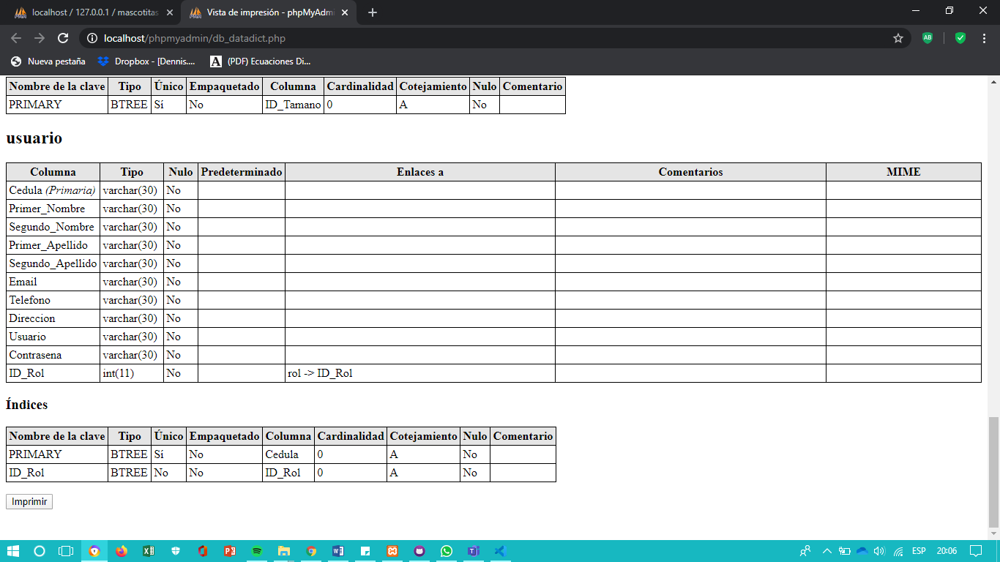 localhost / 127.0.0.1 / mascotitas
Vista de impresión - phpMyAdmi
localhost/phpmyadmin/db_datadict.php
AB
Nueva pestaña
Dropbox - [Dennis....
A
(PDF) Ecuaciones Di...
Nombre de la clave Tipo Único Empaquetado Columna Cardinalidad Cotejamiento Nulo Comentario
PRIMARY BTREE Sí No ID_Tamano 0 A No
usuario
Columna Tipo Nulo Predeterminado Enlaces a Comentarios MIME
Cedula (Primaria) varchar(30) No
Primer_Nombre varchar(30) No
Segundo_Nombre varchar(30) No
Primer_Apellido varchar(30) No
Segundo_Apellido varchar(30) No
Email varchar(30) No
Telefono varchar(30) No
Direccion varchar(30) No
Usuario varchar(30) No
Contrasena varchar(30) No
ID_Rol int(11) No rol -> ID_Rol
Índices
Nombre de la clave Tipo Único Empaquetado Columna Cardinalidad Cotejamiento Nulo Comentario
PRIMARY BTREE Sí No Cedula 0 A No
ID_Rol BTREE No No ID_Rol 0 A No
Imprimir
ESP
20:06